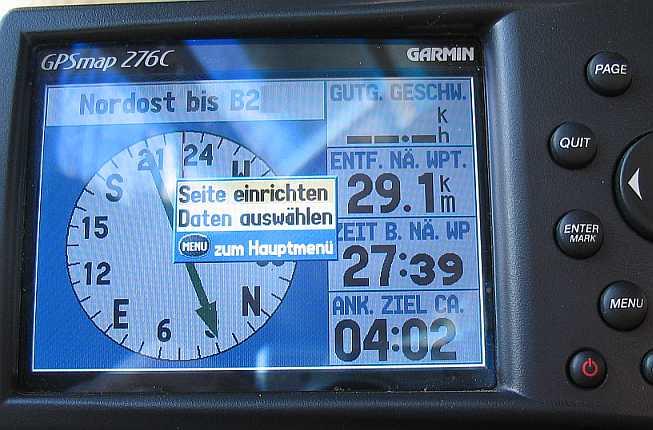 GPSmap 276C
GARMIN
Nordost bis B2
GUTG. GESCHW.
__._ k h
ENTF. NÄ. WPT.
29.1 k m
ZEIT B. NÄ. WP
27:39
ANK. ZIEL CA.
04:02
21
24
W
S
15
12
E
6
3
N
Seite einrichten
Daten auswählen
MENU zum Hauptmenü
PAGE
QUIT
ENTER
MARK
MENU